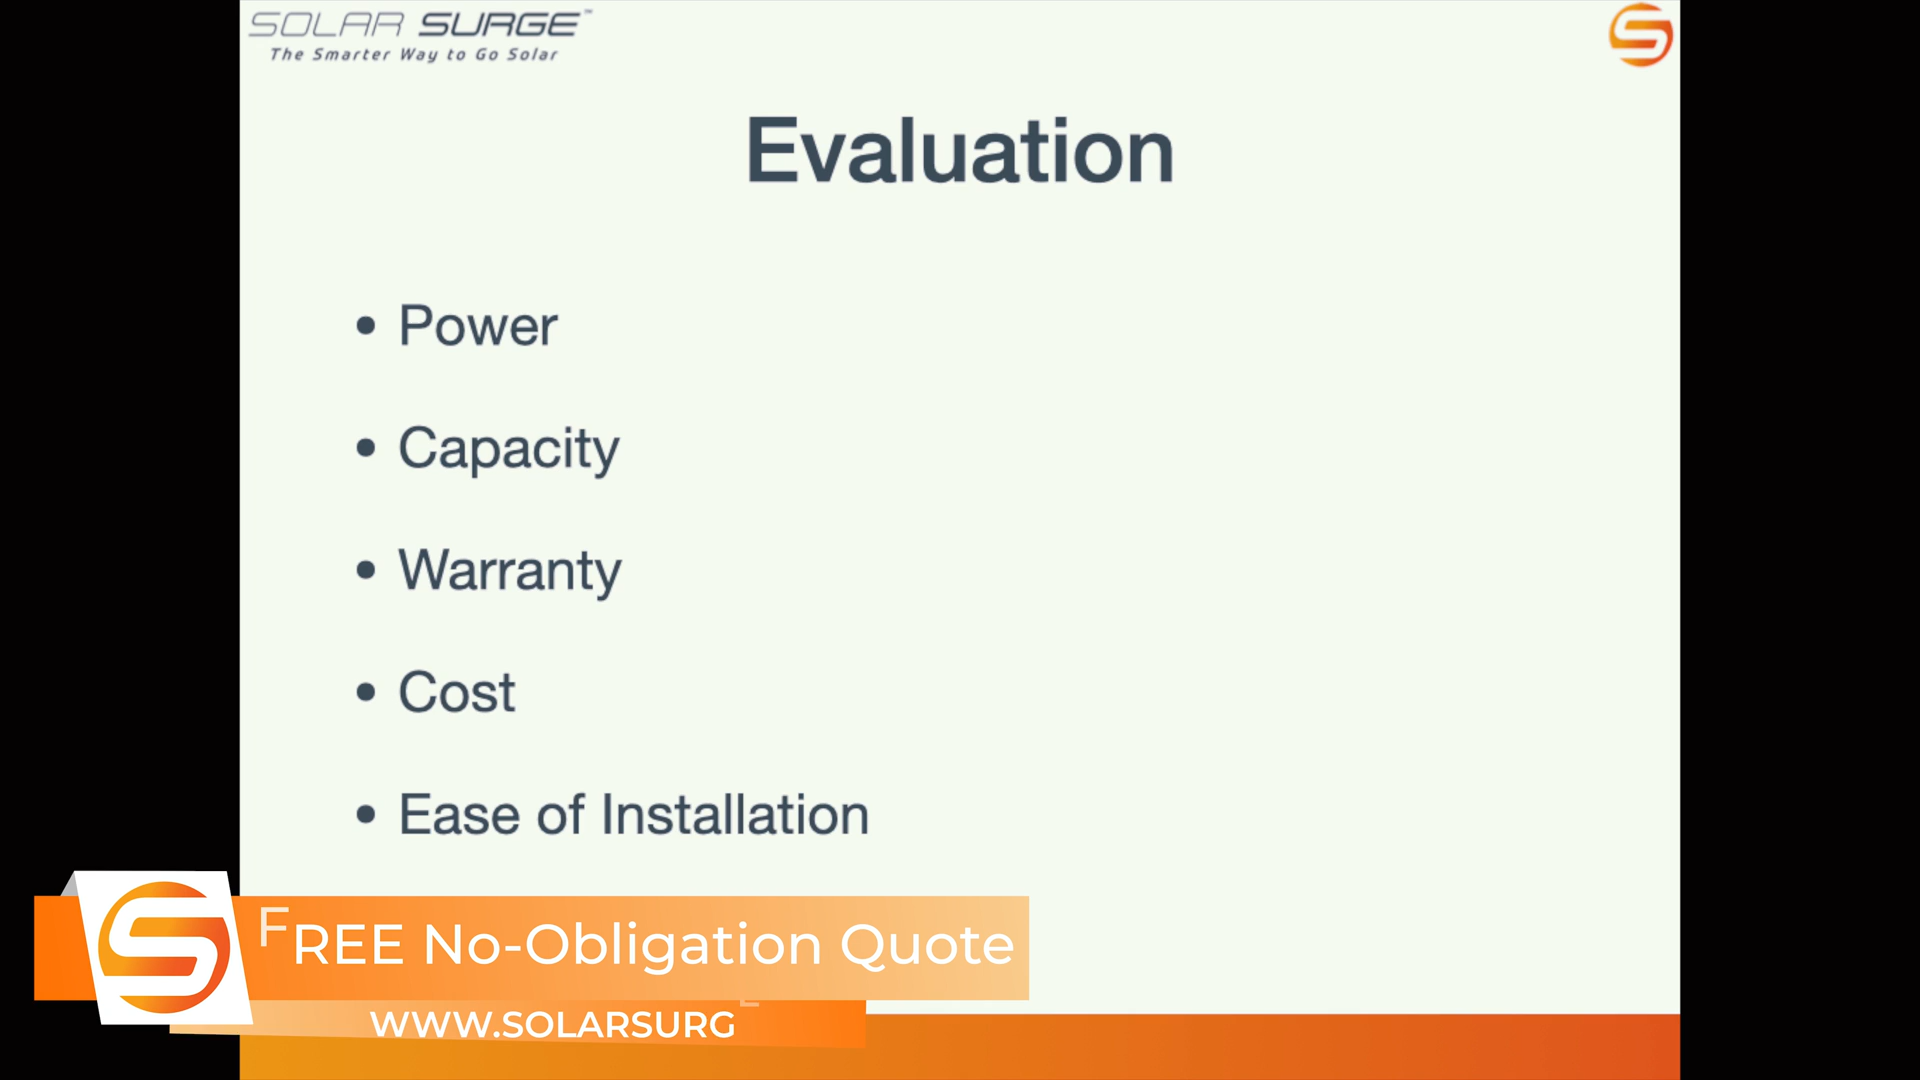 SOLAR SURGE™
The Smarter Way to Go Solar
Evaluation
• Power
• Capacity
• Warranty
• Cost
• Ease of Installation
FREE No-Obligation Quote
WWW.SOLARSURG